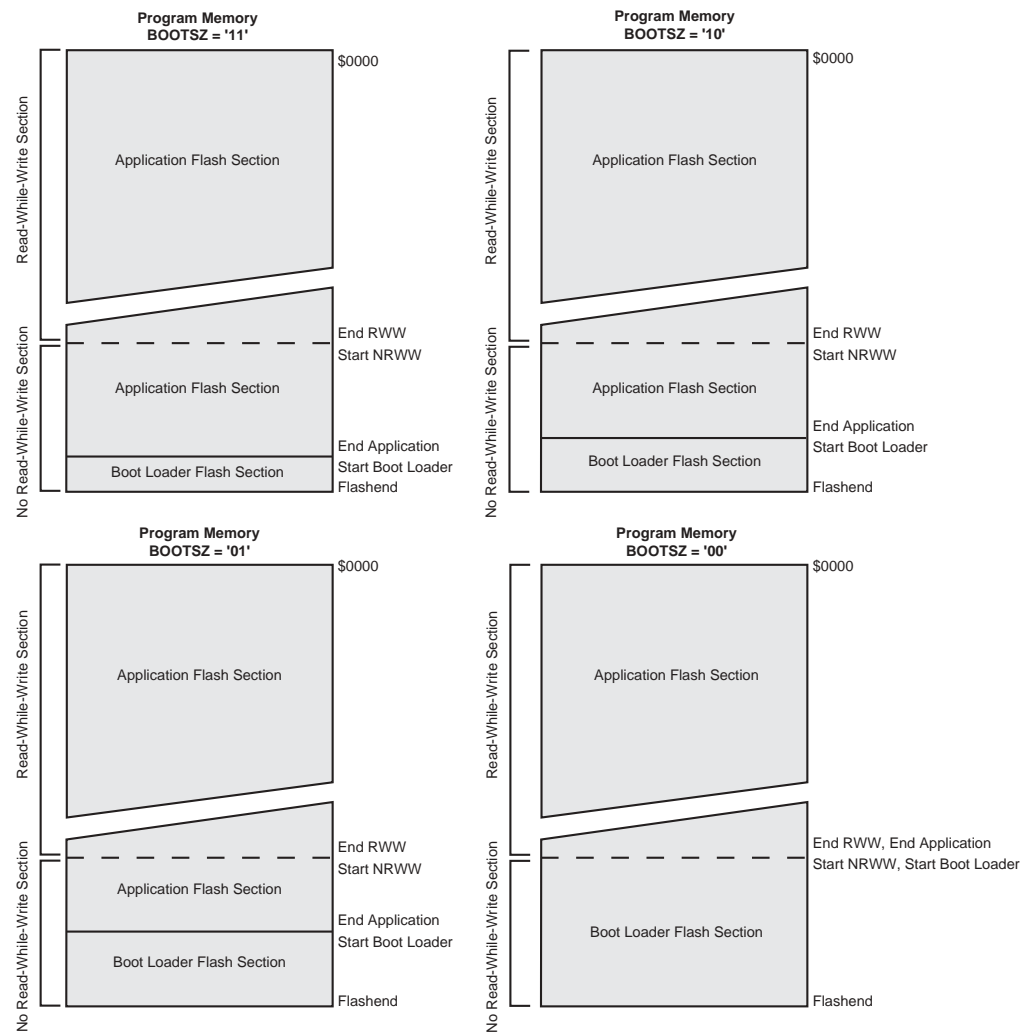 Program Memory
BOOTSZ = '11'
$0000
Read-While-Write Section
Application Flash Section
End RWW
Start NRWW
No Read-While-Write Section
Application Flash Section
End Application
Start Boot Loader
Boot Loader Flash Section
Flashend
Program Memory
BOOTSZ = '10'
$0000
Read-While-Write Section
Application Flash Section
End RWW
Start NRWW
No Read-While-Write Section
Application Flash Section
End Application
Start Boot Loader
Boot Loader Flash Section
Flashend
Program Memory
BOOTSZ = '01'
$0000
Read-While-Write Section
Application Flash Section
End RWW
Start NRWW
No Read-While-Write Section
Application Flash Section
End Application
Start Boot Loader
Boot Loader Flash Section
Flashend
Program Memory
BOOTSZ = '00'
$0000
Read-While-Write Section
Application Flash Section
End RWW, End Application
Start NRWW, Start Boot Loader
No Read-While-Write Section
Boot Loader Flash Section
Flashend